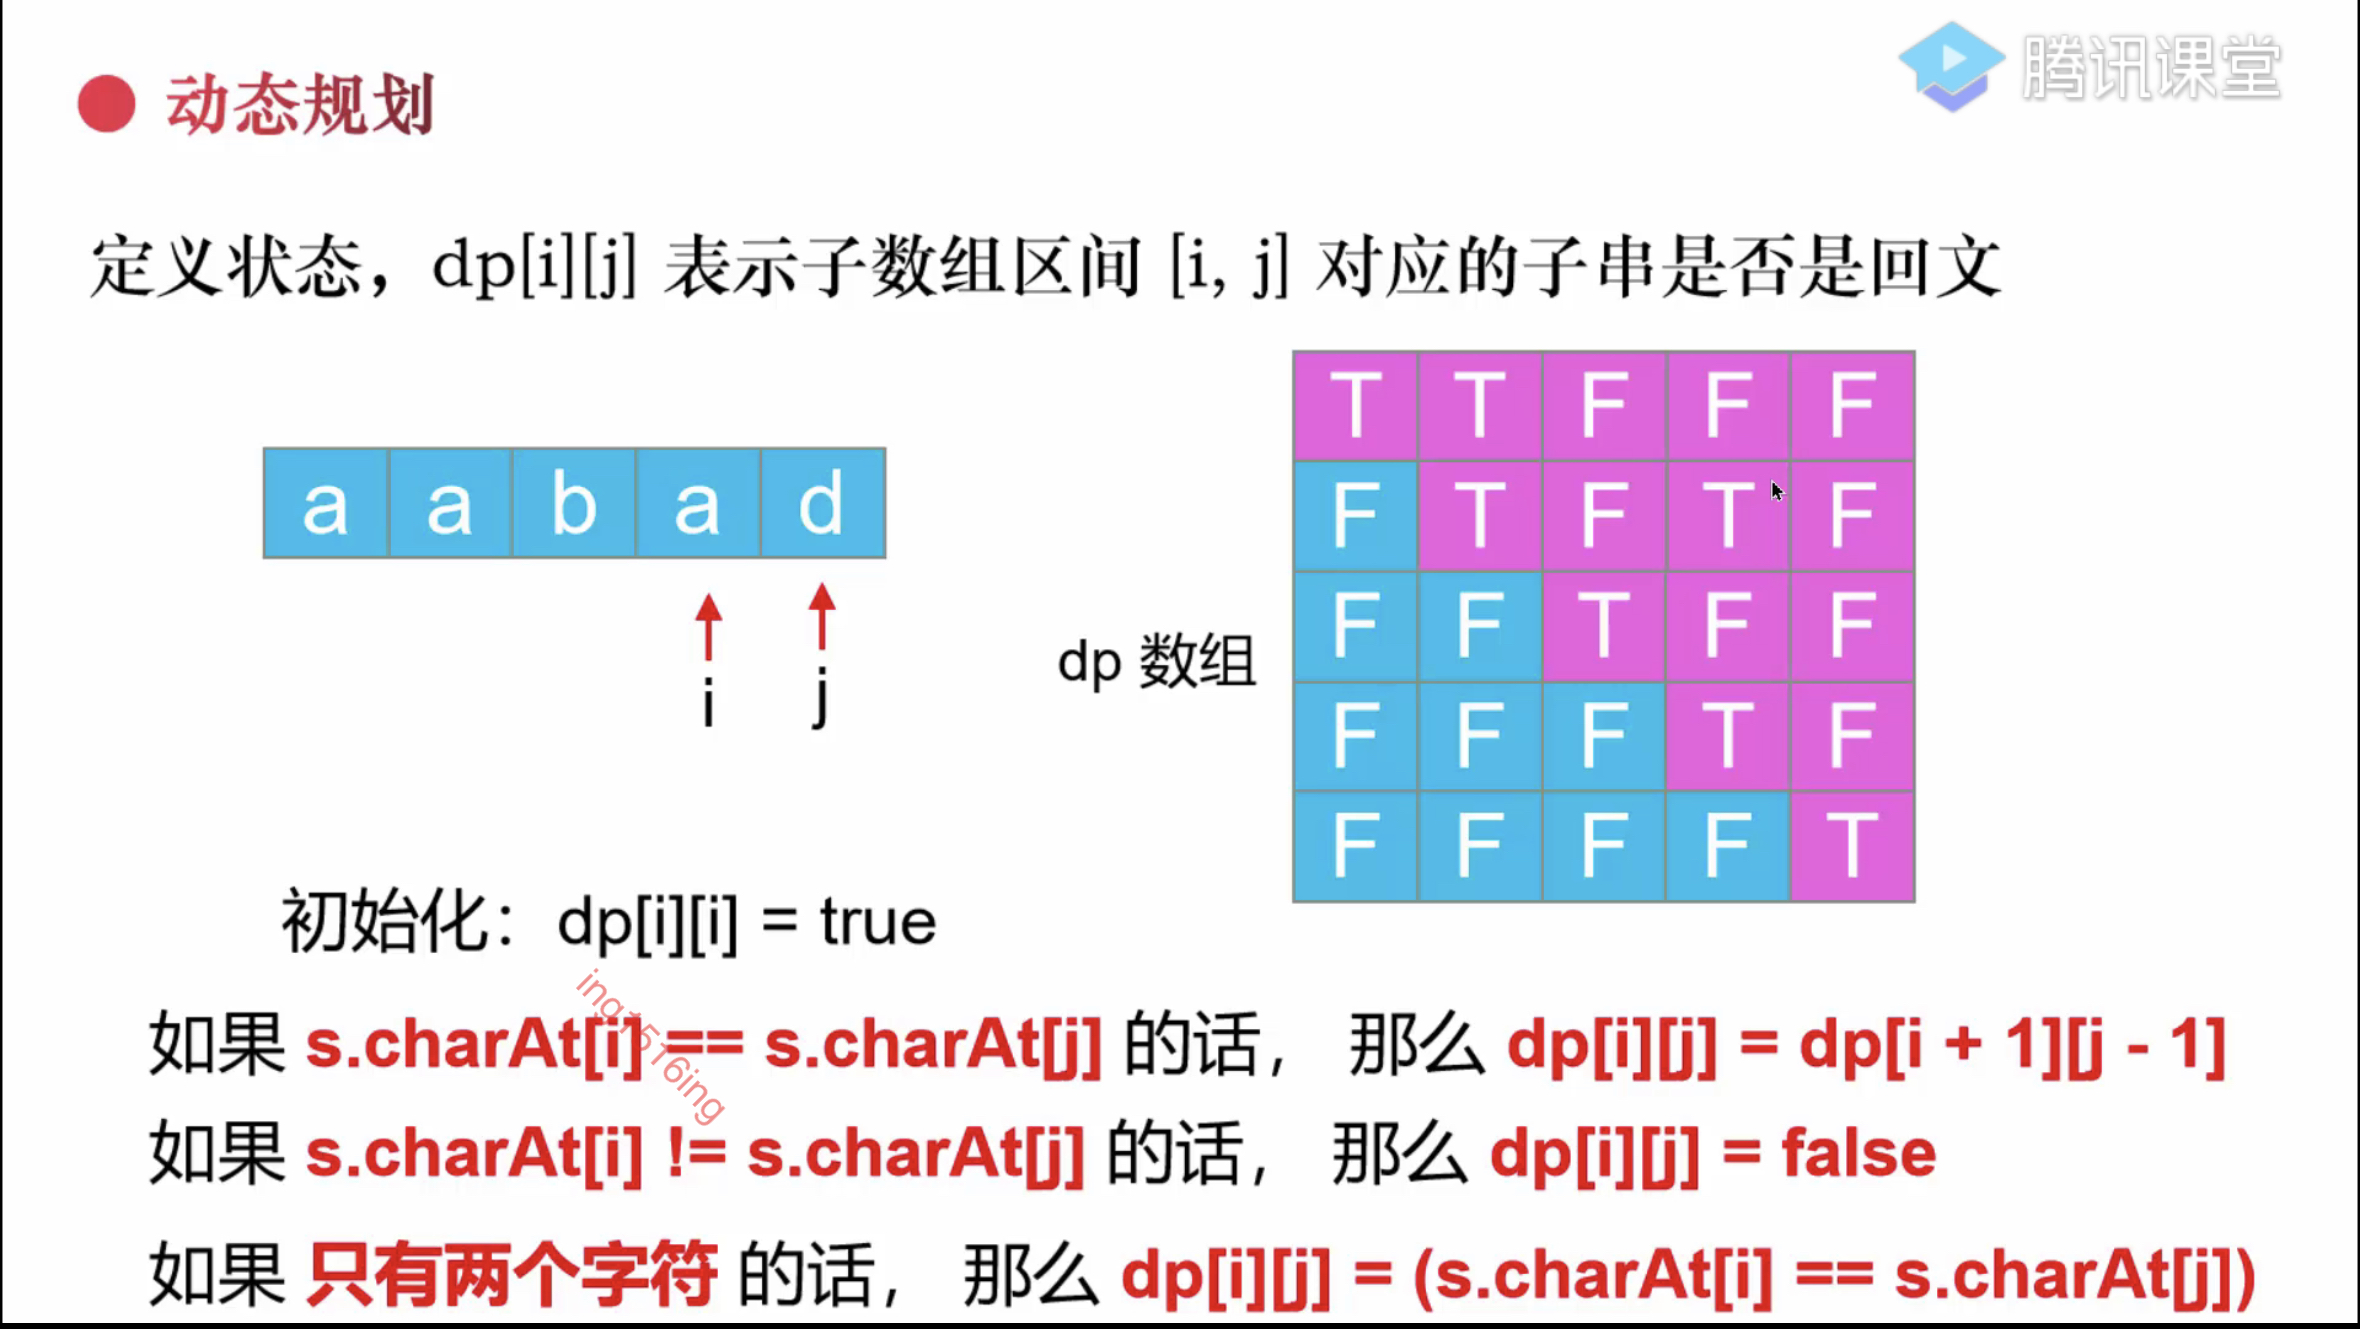 腾讯课堂
动态规划
定义状态，dp[i][j] 表示子数组区间 [i, j] 对应的子串是否是回文
T T F F F
a a b a d
F T F T F
F F T F F
i j
dp 数组
F F F T F
F F F F T
初始化：dp[i][i] = true
ing1516ing
如果 s.charAt[i] == s.charAt[j] 的话， 那么 dp[i][j] = dp[i + 1][j - 1]
如果 s.charAt[i] != s.charAt[j] 的话， 那么 dp[i][j] = false
如果 只有两个字符 的话， 那么 dp[i][j] = (s.charAt[i] == s.charAt[j])